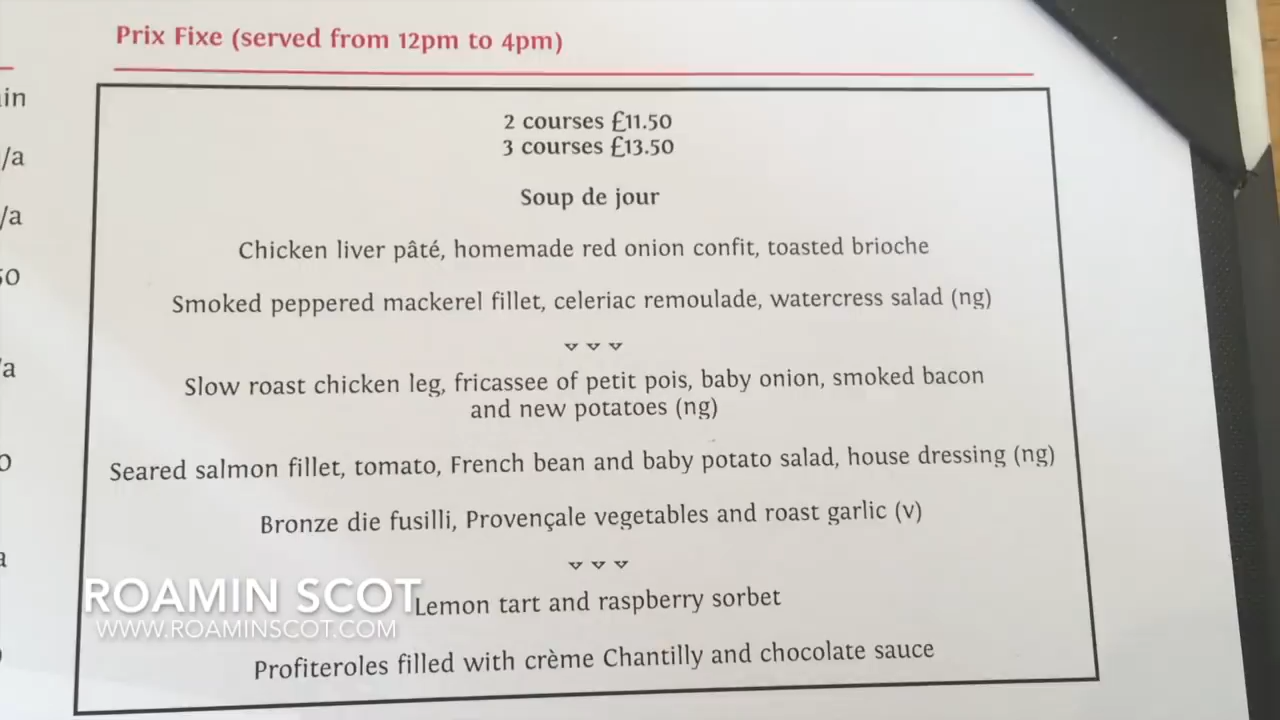 Prix Fixe (served from 12pm to 4pm)
2 courses £11.50
3 courses £13.50
Soup de jour
Chicken liver pâté, homemade red onion confit, toasted brioche
Smoked peppered mackerel fillet, celeriac remoulade, watercress salad (ng)
Slow roast chicken leg, fricassee of petit pois, baby onion, smoked bacon
and new potatoes (ng)
Seared salmon fillet, tomato, French bean and baby potato salad, house dressing (ng)
Bronze die fusilli, Provençale vegetables and roast garlic (v)
ROAMIN SCOT
WWW.ROAMINSCOT.COM
Lemon tart and raspberry sorbet
Profiteroles filled with crème Chantilly and chocolate sauce